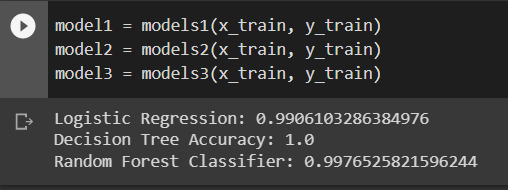 model1 = models1(x_train, y_train)
model2 = models2(x_train, y_train)
model3 = models3(x_train, y_train)
Logistic Regression: 0.9906103286384976
Decision Tree Accuracy: 1.0
Random Forest Classifier: 0.9976525821596244